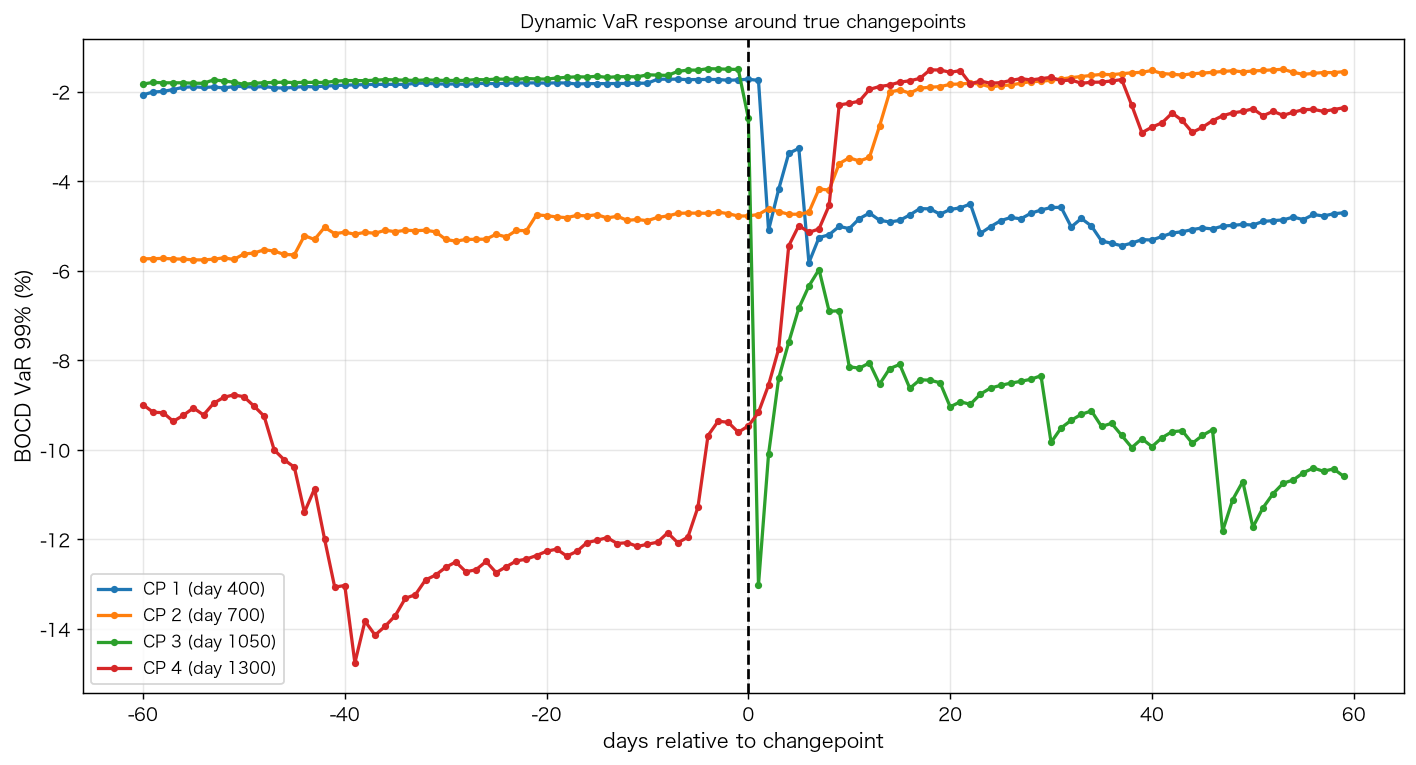 Dynamic VaR response around true changepoints
BOCD VaR 99% (%)
-2
-4
-6
-8
-10
-12
-14
CP 1 (day 400)
CP 2 (day 700)
CP 3 (day 1050)
CP 4 (day 1300)
-60
-40
-20
0
20
40
60
days relative to changepoint